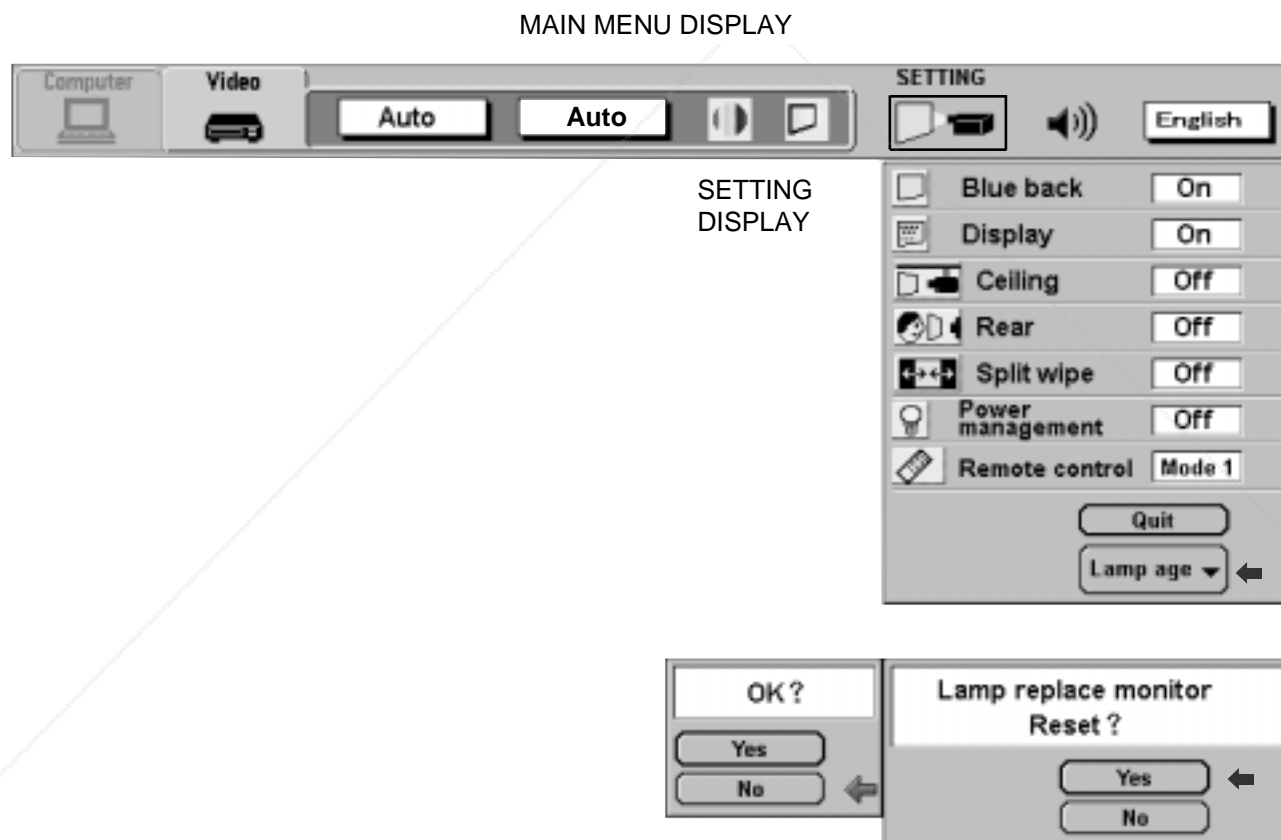 MAIN MENU DISPLAY
Computer
Video
Auto
Auto
SETTING
English
SETTING
DISPLAY
Blue back On
Display On
Ceiling Off
Rear Off
Split wipe Off
Power
management Off
Remote control Mode 1
Quit
Lamp age
OK?
Yes
No
Lamp replace monitor
Reset ?
Yes
No